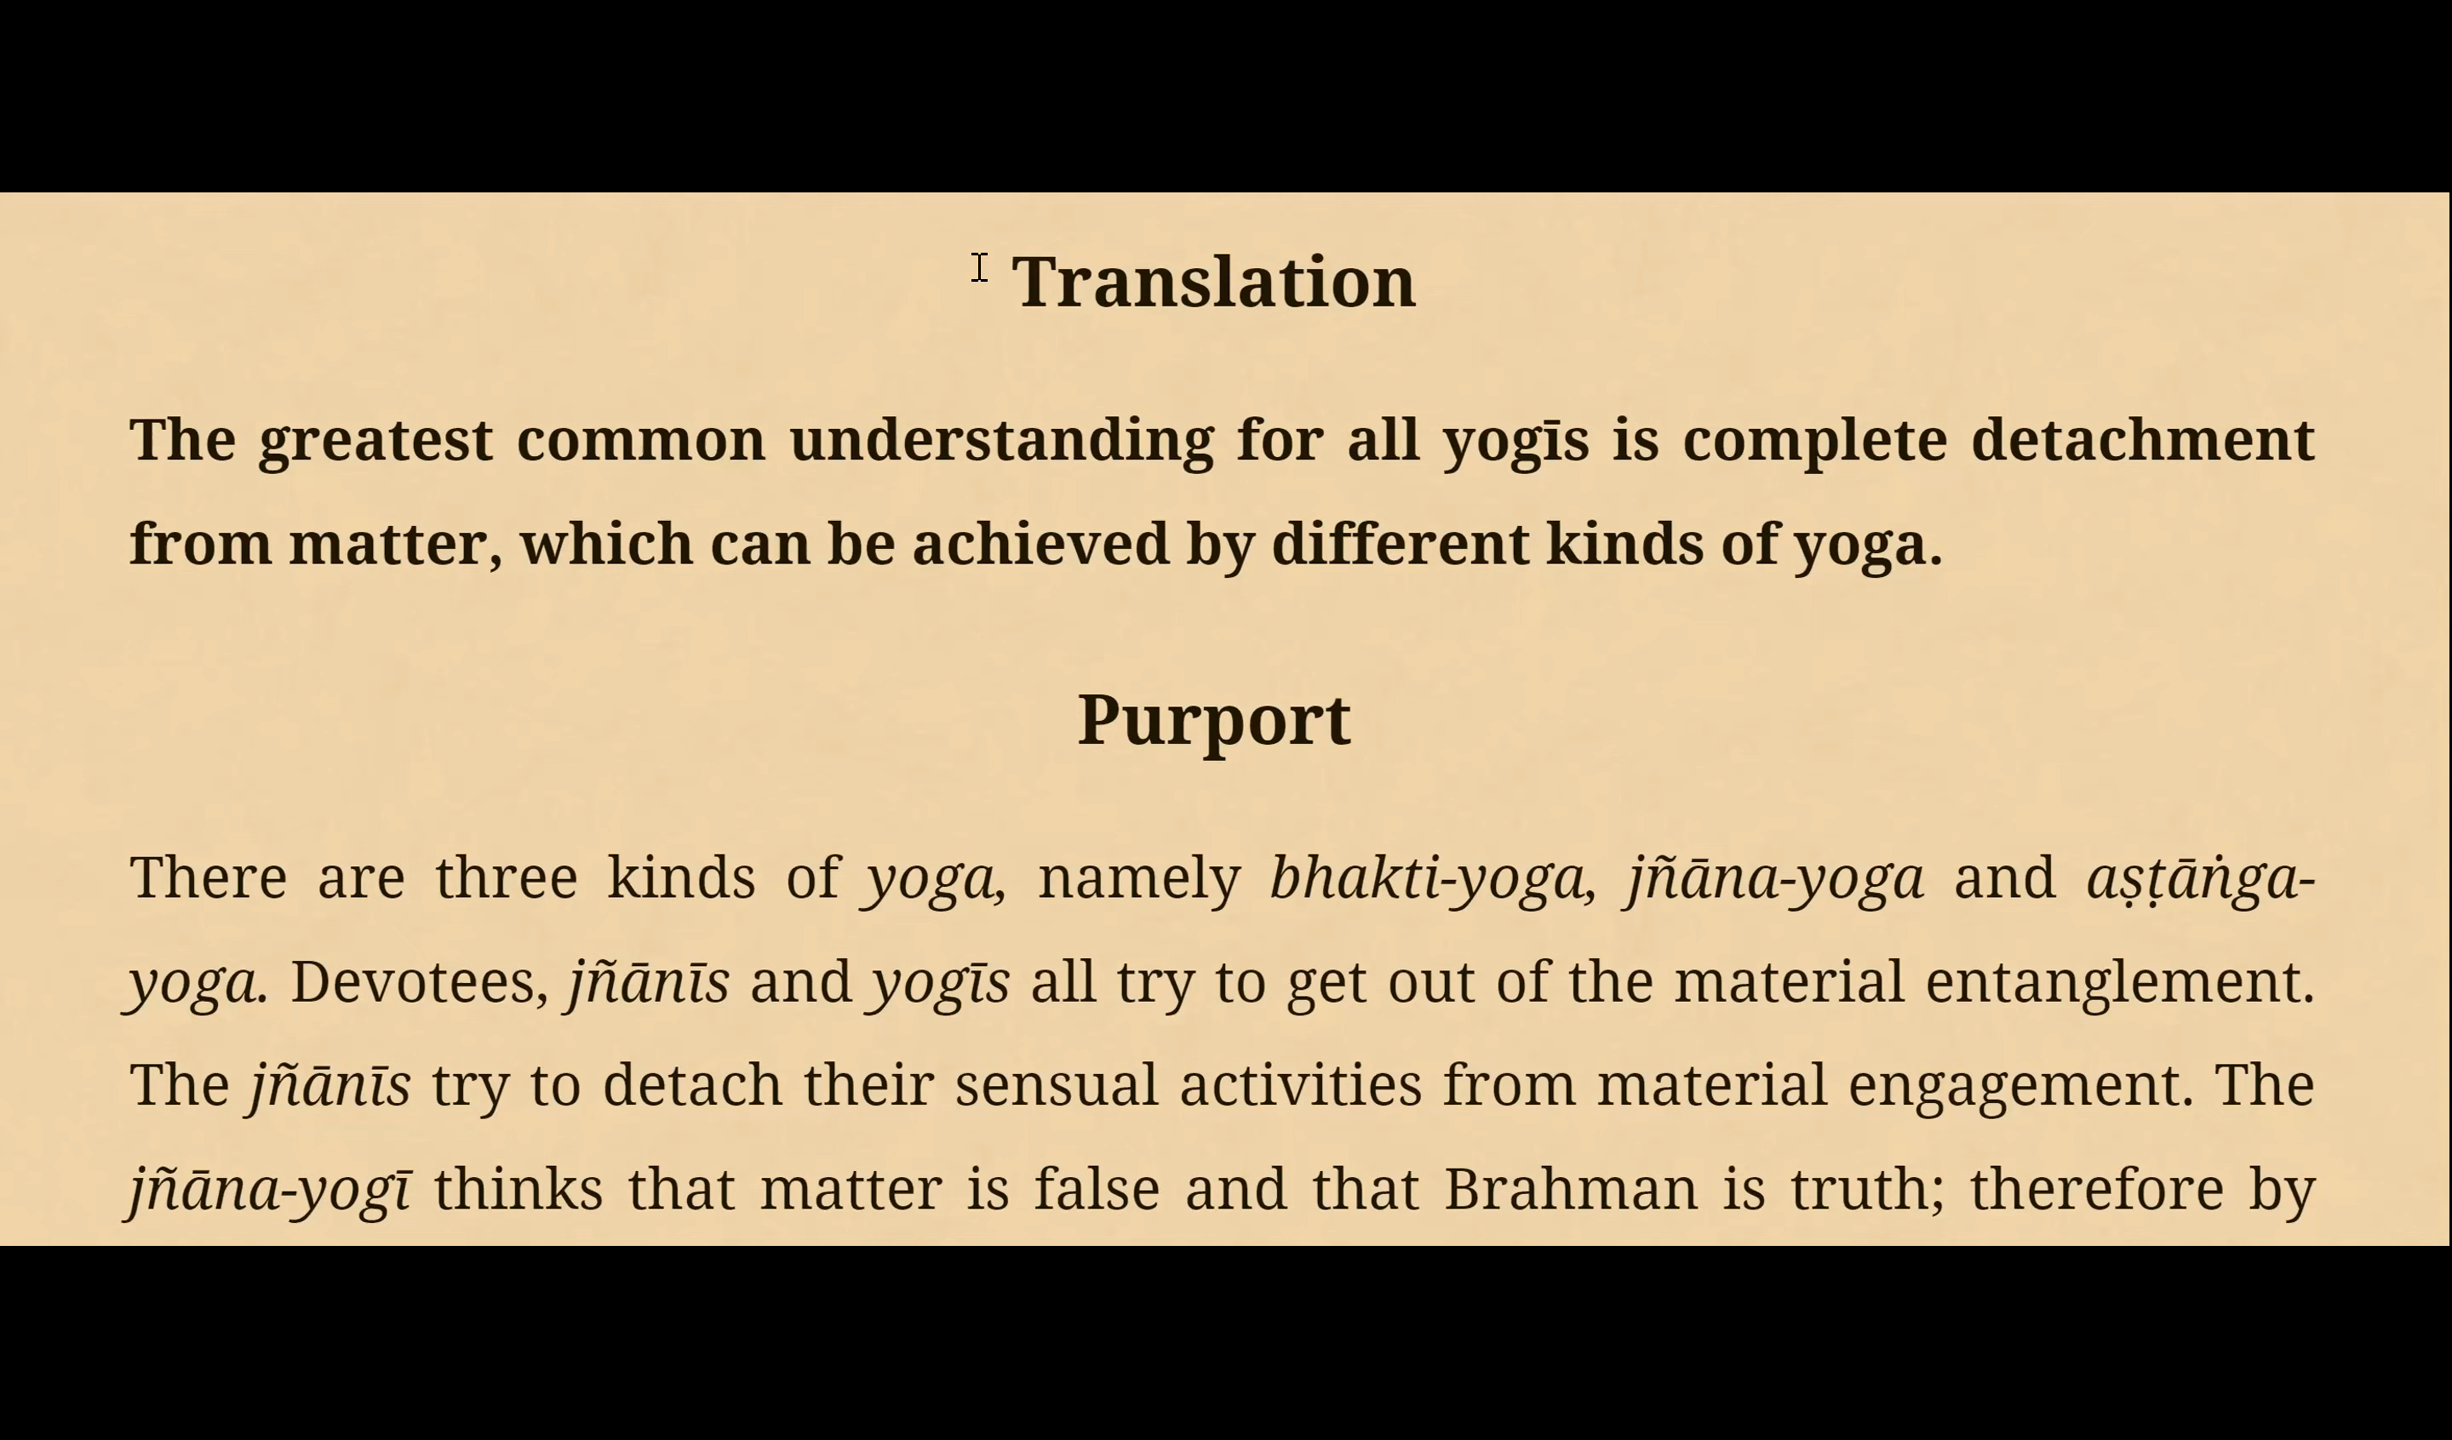 Translation
The greatest common understanding for all yogīs is complete detachment
from matter, which can be achieved by different kinds of yoga.
Purport
There are three kinds of yoga, namely bhakti-yoga, jñāna-yoga and aṣṭāṅga-
yoga. Devotees, jñānīs and yogīs all try to get out of the material entanglement.
The jñānīs try to detach their sensual activities from material engagement. The
jñāna-yogī thinks that matter is false and that Brahman is truth; therefore by